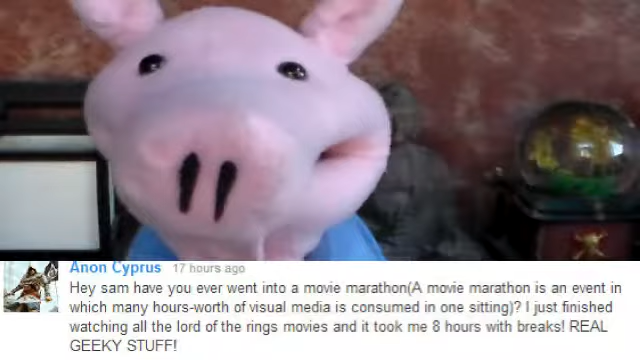 Anon Cyprus 17 hours ago
Hey sam have you ever went into a movie marathon(A movie marathon is an event in
which many hours-worth of visual media is consumed in one sitting)? I just finished
watching all the lord of the rings movies and it took me 8 hours with breaks! REAL
GEEKY STUFF!